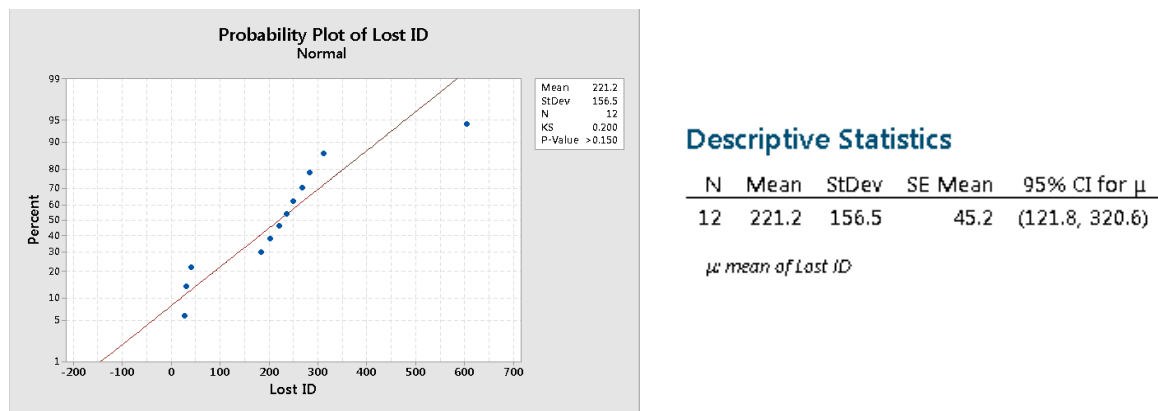 Probability Plot of Lost ID
Normal
99
95
90
80
70
60
50
40
30
20
10
5
1
Percent
-200 -100 0 100 200 300 400 500 600 700
Lost ID
Mean 221.2
StDev 156.5
N 12
KS 0.200
P-Value >0.150
Descriptive Statistics
N Mean StDev SE Mean 95% CI for μ
12 221.2 156.5 45.2 (121.8, 320.6)
μ: mean of Lost ID